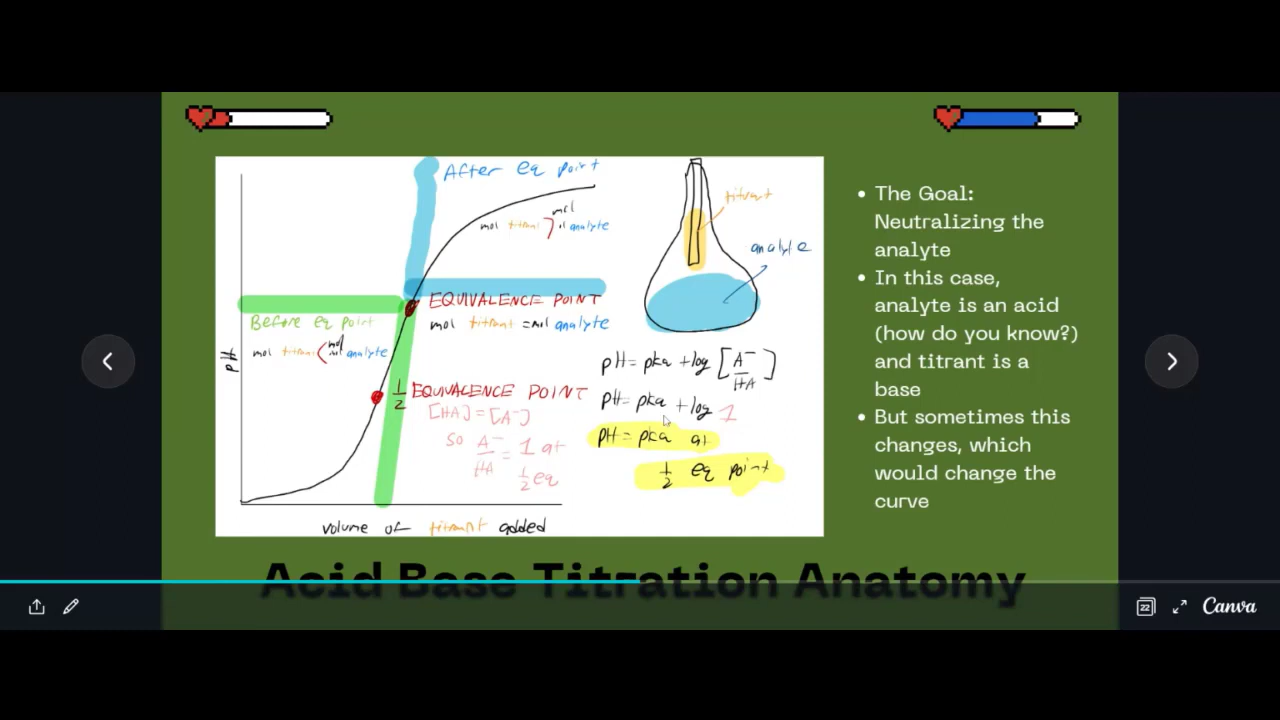 After eq point
mol titrant > mol analyte
EQUIVALENCE POINT
mol titrant = mol analyte
Before eq point
mol titrant < mol analyte
pH
1/2 EQUIVALENCE POINT
[HA] = [A-]
so A-/HA = 1 at
1/2 eq
volume of titrant added
titrant
analyte
pH = pka + log [A-/HA]
pH = pka + log 1
pH = pka at
1/2 eq point
• The Goal:
Neutralizing the
analyte
• In this case,
analyte is an acid
(how do you know?)
and titrant is a
base
• But sometimes this
changes, which
would change the
curve
Acid Base Titration Anatomy
22
Canva